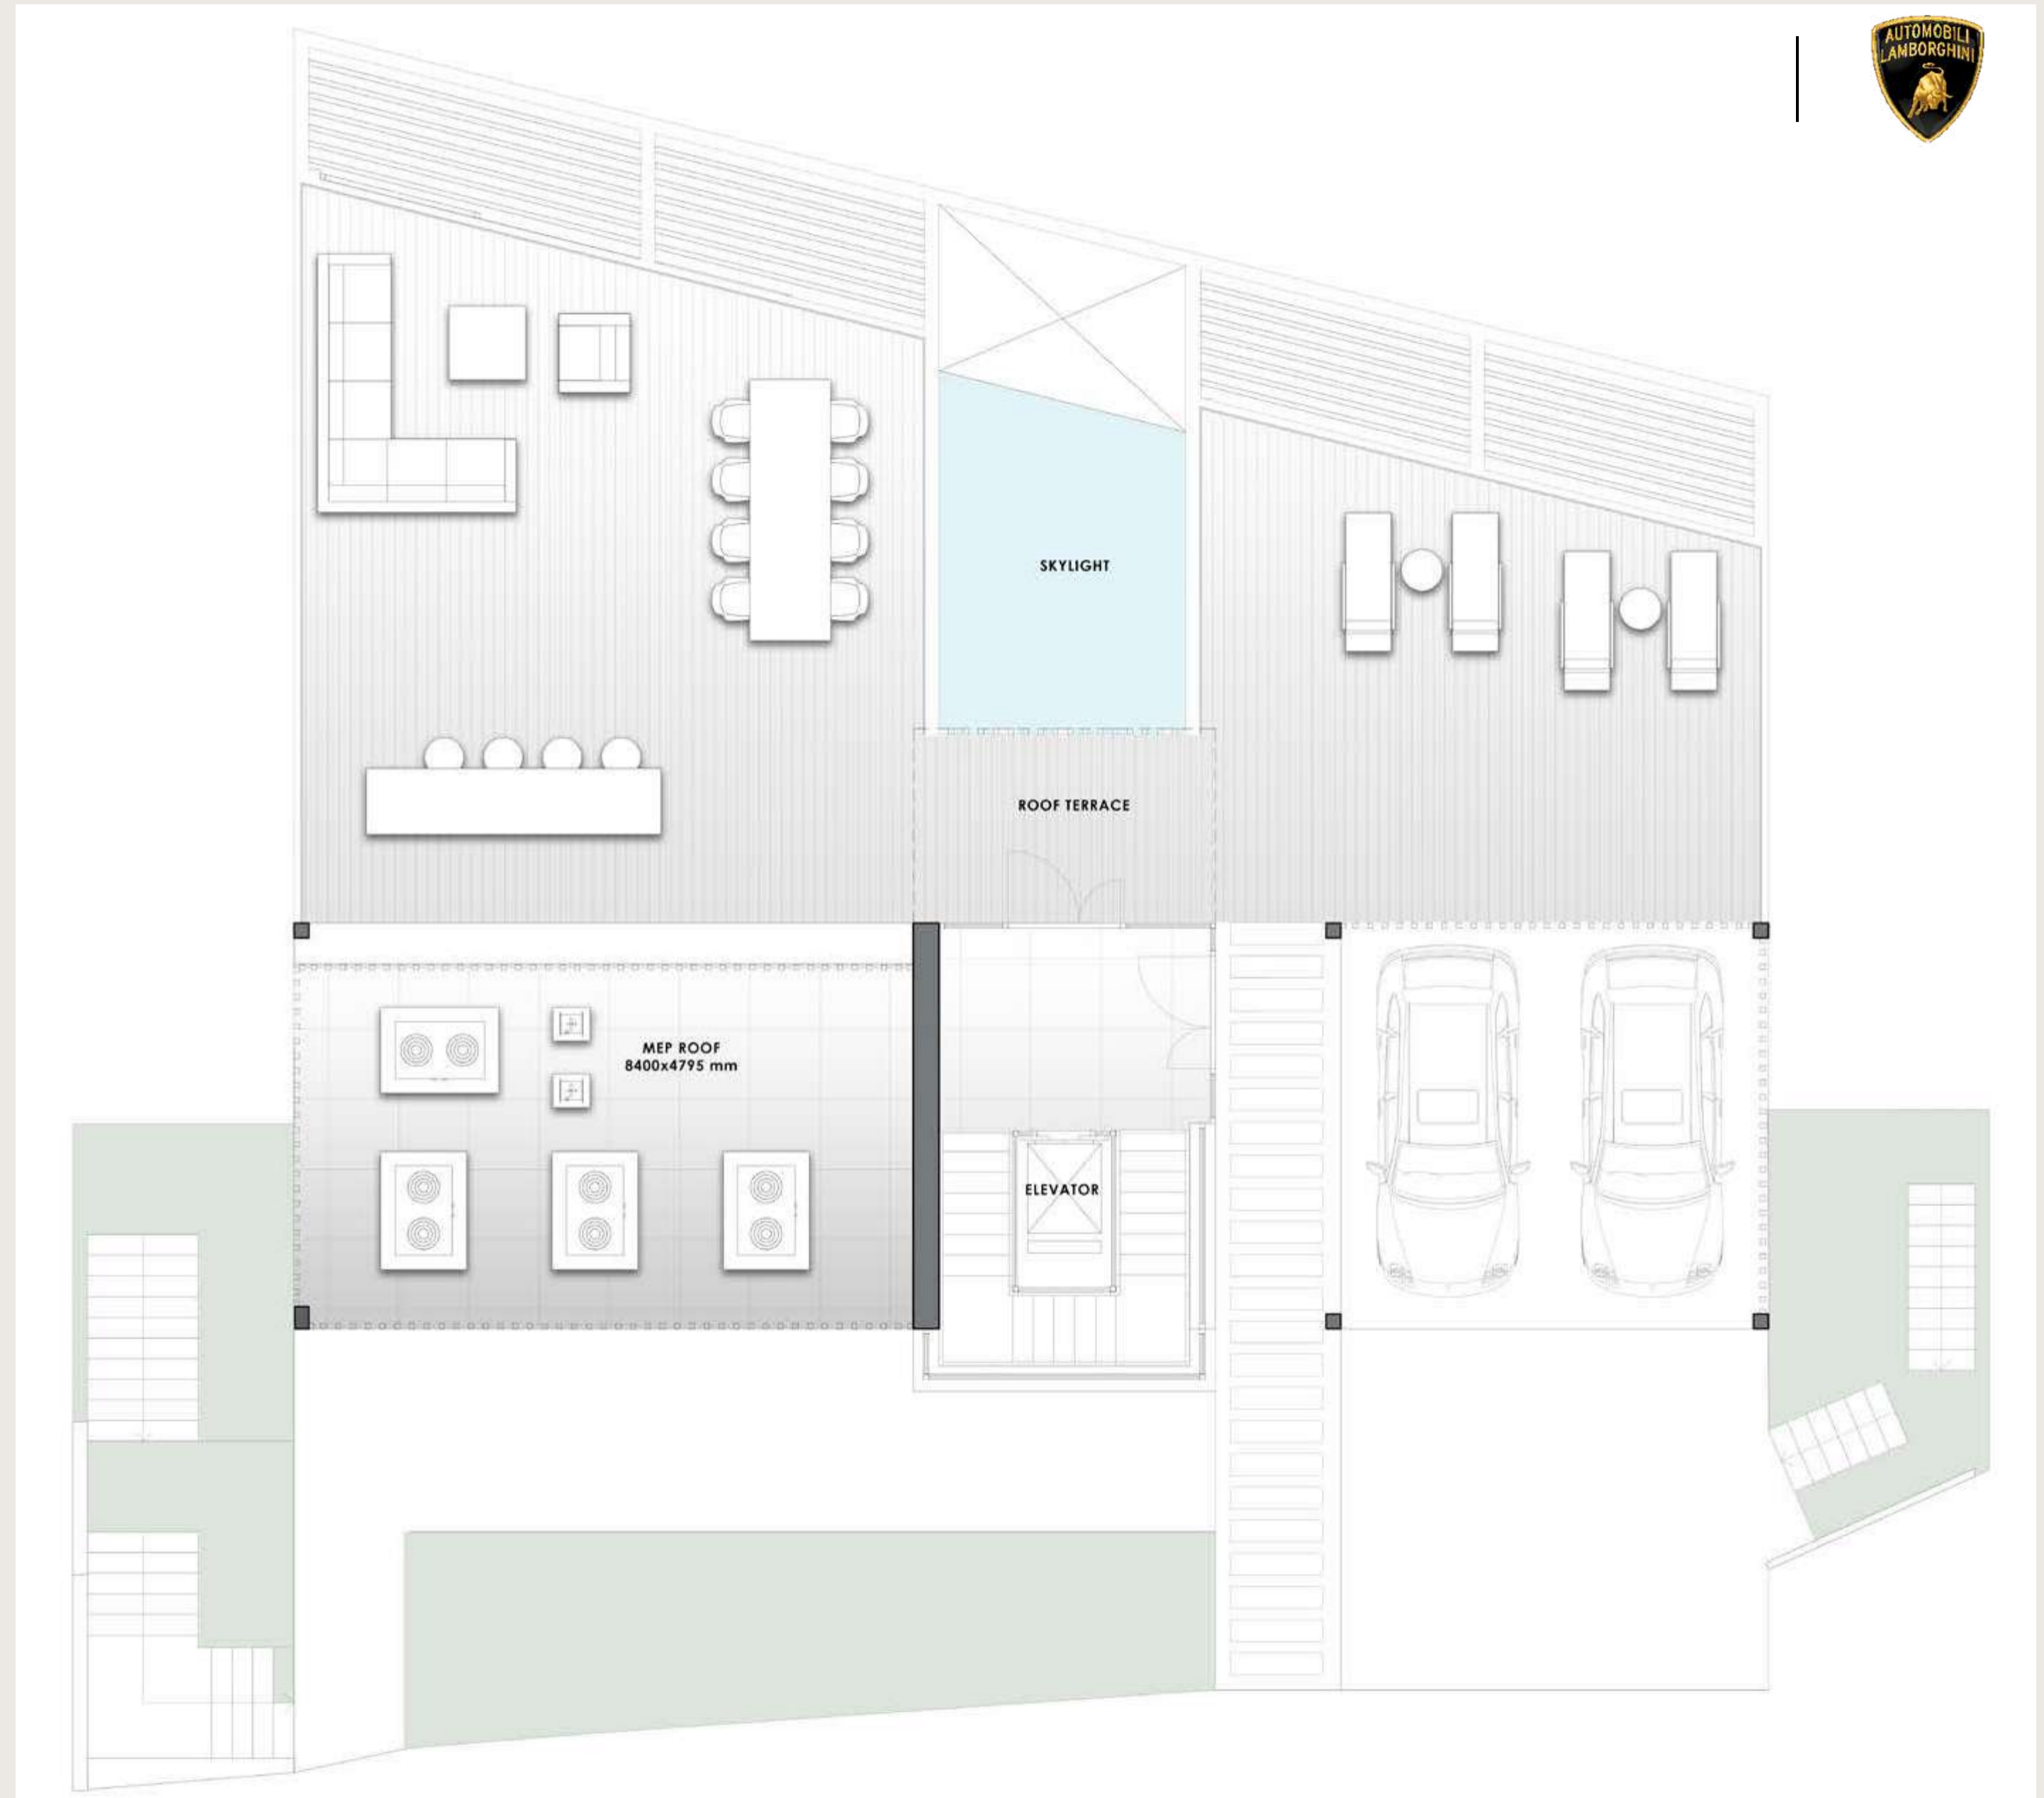 AUTOMOBILI
LAMBORGHINI
SKYLIGHT
ROOF TERRACE
MEP ROOF
8400x4795 mm
ELEVATOR